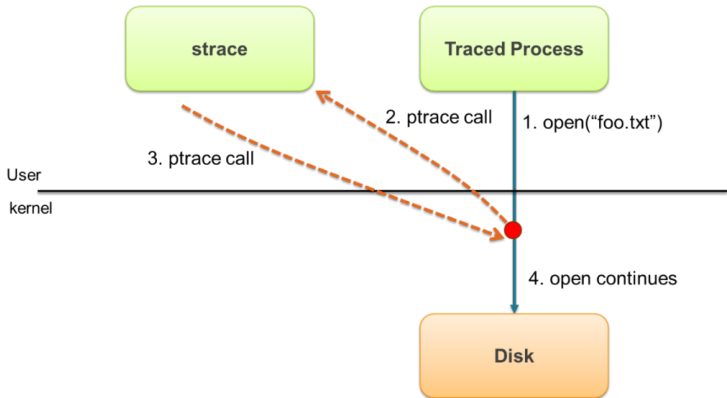 strace
Traced Process
2. ptrace call
1. open(“foo.txt”)
3. ptrace call
User
kernel
4. open continues
Disk